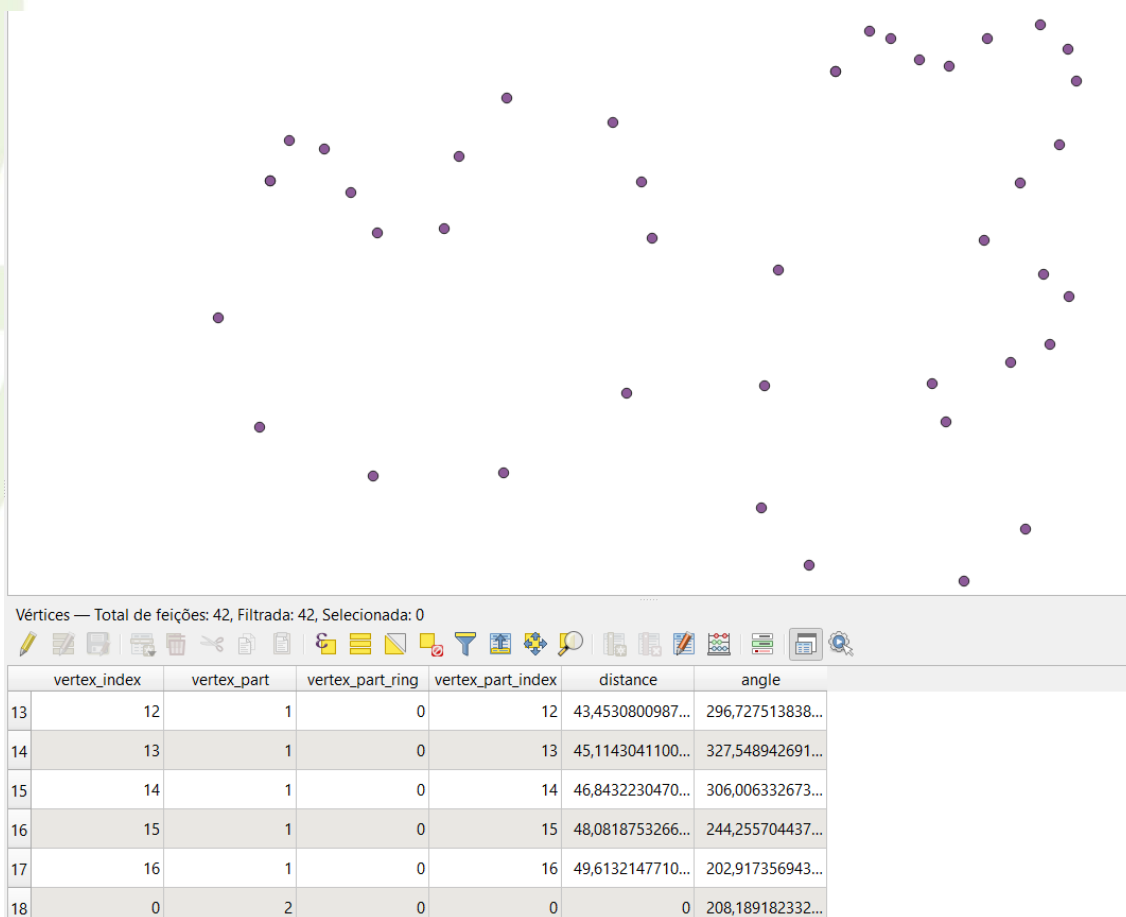 Vértices — Total de feições: 42, Filtrada: 42, Selecionada: 0
vertex_index vertex_part vertex_part_ring vertex_part_index distance angle
13 12 1 0 12 43,4530800987... 296,727513838...
14 13 1 0 13 45,1143041100... 327,548942691...
15 14 1 0 14 46,8432230470... 306,006332673...
16 15 1 0 15 48,0818753266... 244,255704437...
17 16 1 0 16 49,6132147710... 202,917356943...
18 0 2 0 0 0 208,189182332...